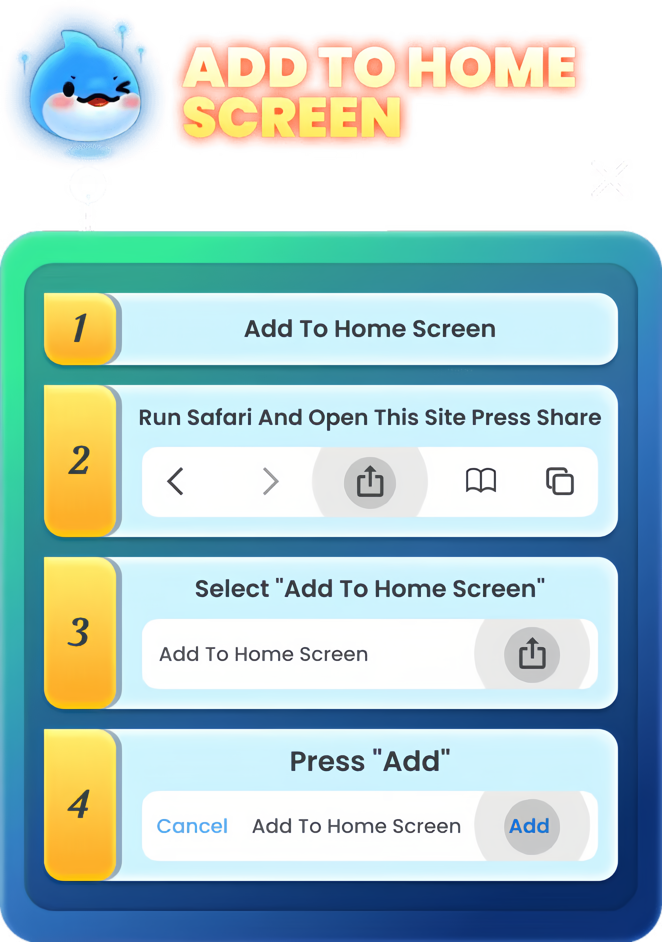 ADD TO HOME
SCREEN
1
Add To Home Screen
2
Run Safari And Open This Site Press Share
3
Select "Add To Home Screen"
Add To Home Screen
4
Press "Add"
Cancel Add To Home Screen Add